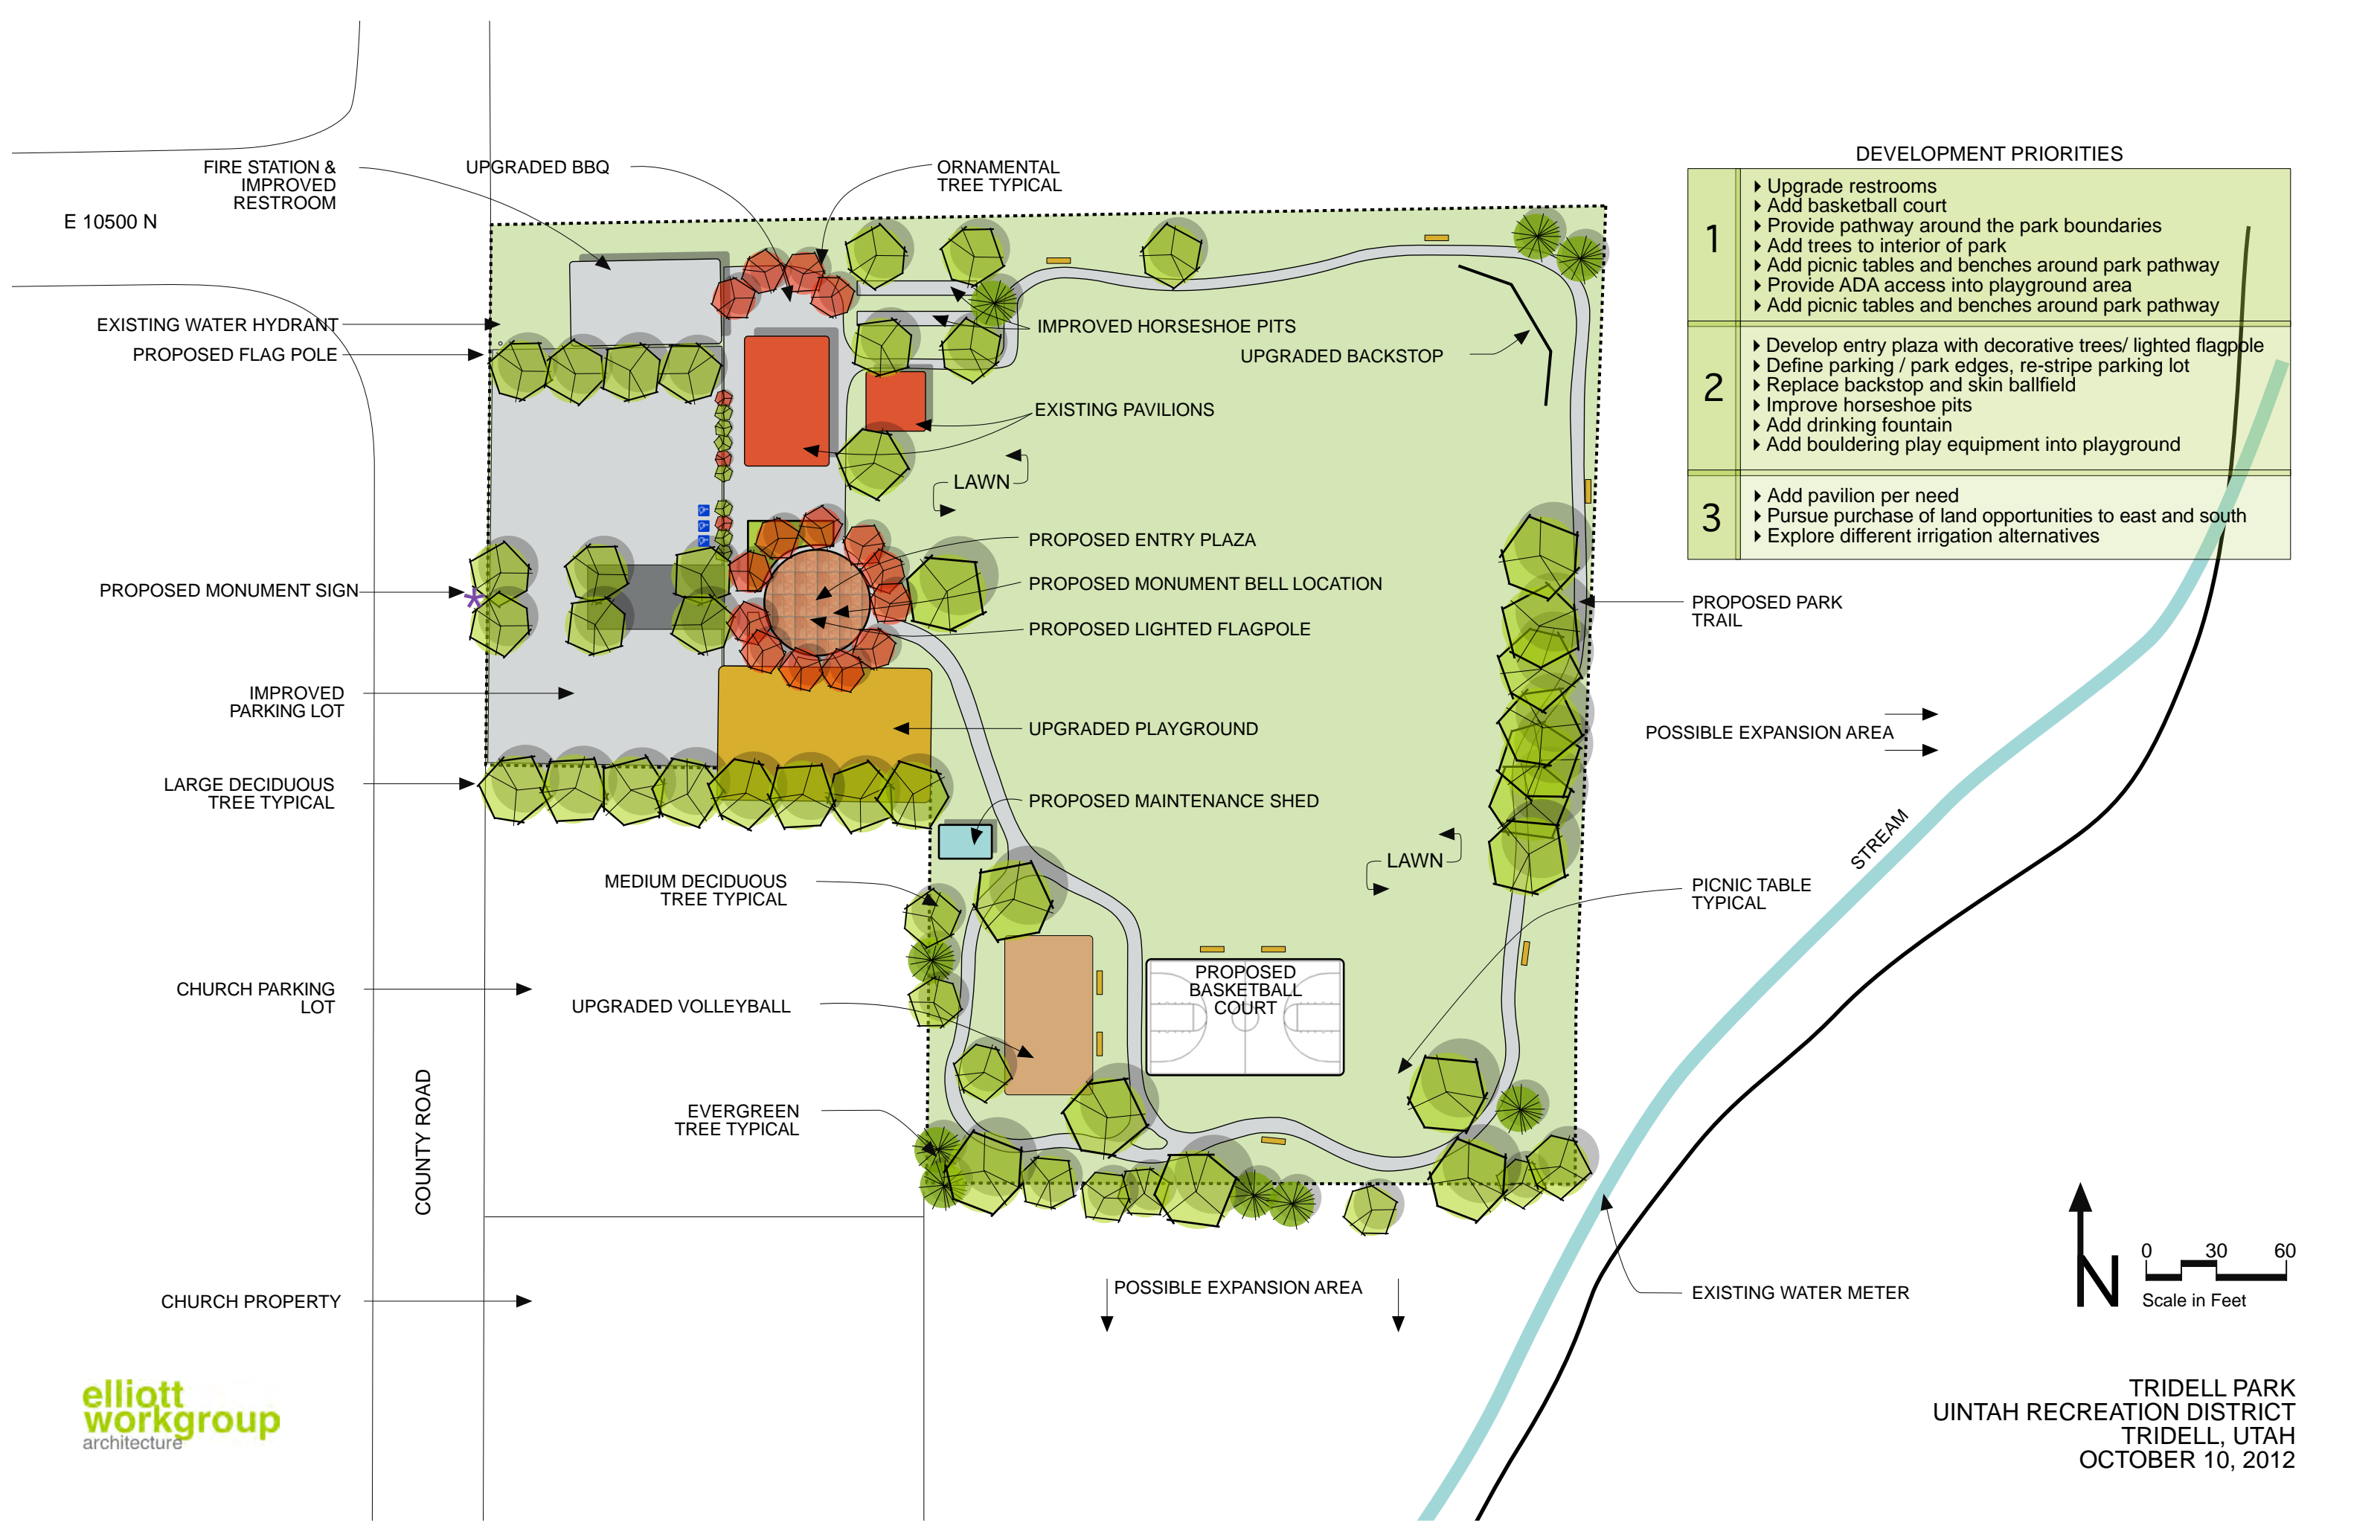 FIRE STATION &
IMPROVED
RESTROOM
UPGRADED BBQ
ORNAMENTAL
TREE TYPICAL
E 10500 N
EXISTING WATER HYDRANT
PROPOSED FLAG POLE
IMPROVED HORSESHOE PITS
UPGRADED BACKSTOP
EXISTING PAVILIONS
LAWN
PROPOSED ENTRY PLAZA
PROPOSED MONUMENT BELL LOCATION
PROPOSED LIGHTED FLAGPOLE
PROPOSED MONUMENT SIGN
IMPROVED
PARKING LOT
UPGRADED PLAYGROUND
LARGE DECIDUOUS
TREE TYPICAL
PROPOSED MAINTENANCE SHED
LAWN
MEDIUM DECIDUOUS
TREE TYPICAL
CHURCH PARKING
LOT
UPGRADED VOLLEYBALL
PROPOSED
BASKETBALL
COURT
EVERGREEN
TREE TYPICAL
COUNTY ROAD
CHURCH PROPERTY
POSSIBLE EXPANSION AREA
DEVELOPMENT PRIORITIES
1
Upgrade restrooms
Add basketball court
Provide pathway around the park boundaries
Add trees to interior of park
Add picnic tables and benches around park pathway
Provide ADA access into playground area
Add picnic tables and benches around park pathway
2
Develop entry plaza with decorative trees/ lighted flagpole
Define parking / park edges, re-stripe parking lot
Replace backstop and skin ballfield
Improve horseshoe pits
Add drinking fountain
Add bouldering play equipment into playground
3
Add pavilion per need
Pursue purchase of land opportunities to east and south
Explore different irrigation alternatives
PROPOSED PARK
TRAIL
POSSIBLE EXPANSION AREA
STREAM
PICNIC TABLE
TYPICAL
EXISTING WATER METER
N
0 30 60
Scale in Feet
elliott
workgroup
architecture
TRIDELL PARK
UINTAH RECREATION DISTRICT
TRIDELL, UTAH
OCTOBER 10, 2012